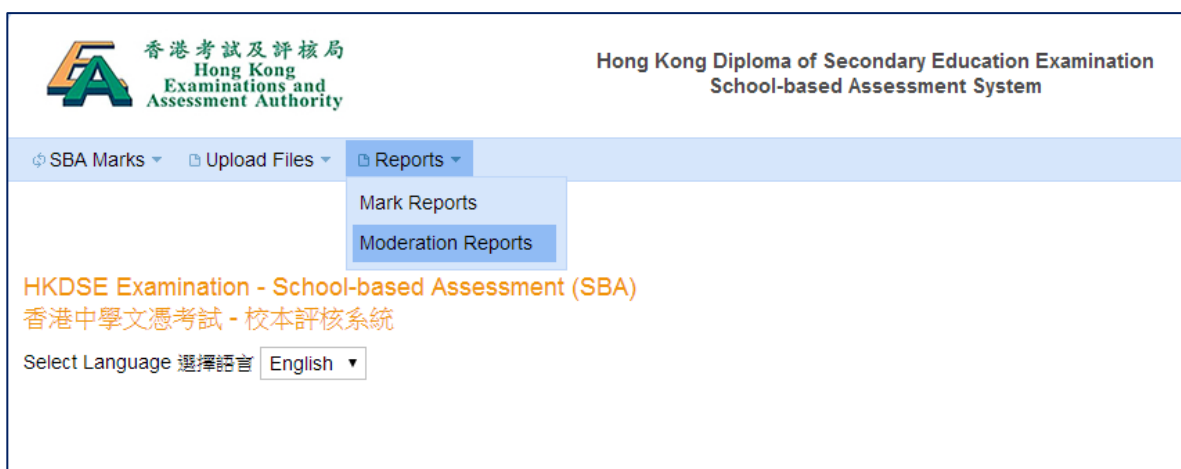 香港考試及評核局
Hong Kong
Examinations and
Assessment Authority
Hong Kong Diploma of Secondary Education Examination
School-based Assessment System
SBA Marks
Upload Files
Reports
Mark Reports
Moderation Reports
HKDSE Examination - School-based Assessment (SBA)
香港中學文憑考試 - 校本評核系統
Select Language 選擇語言 English